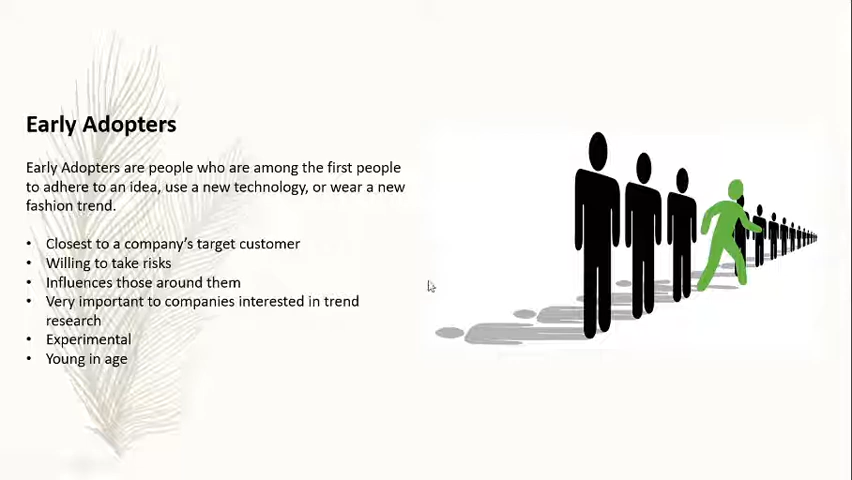 Early Adopters
Early Adopters are people who are among the first people
to adhere to an idea, use a new technology, or wear a new
fashion trend.
• Closest to a company's target customer
• Willing to take risks
• Influences those around them
• Very important to companies interested in trend
research
• Experimental
• Young in age